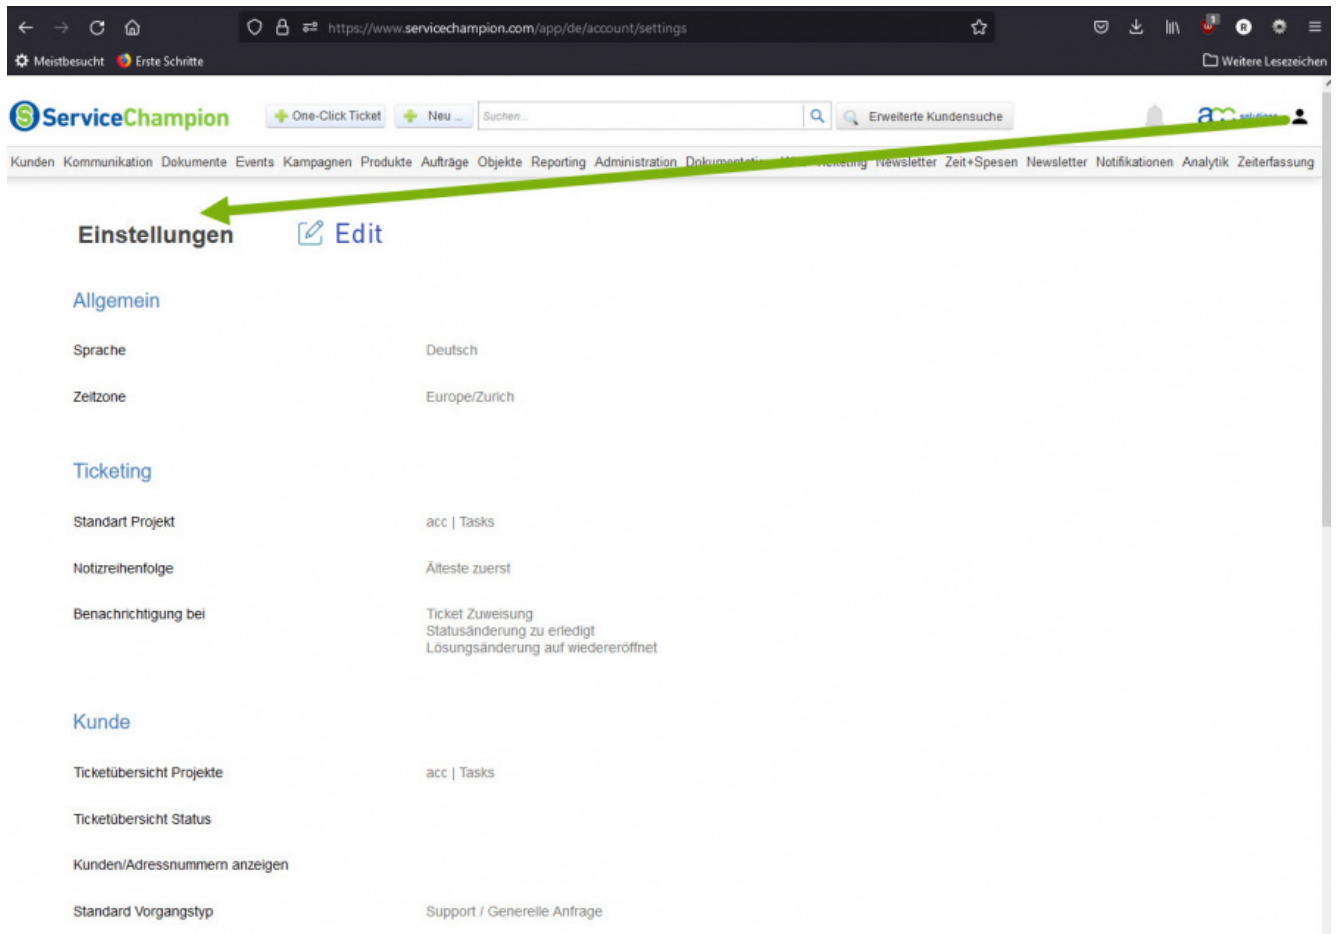 https://www.servicechampion.com/app/de/account/settings
1
R
Meistbesucht Erste Schritte Weitere Lesezeichen
S ServiceChampion One-Click Ticket Neu ... Suchen... Erweiterte Kundensuche acc solutions
Kunden Kommunikation Dokumente Events Kampagnen Produkte Aufträge Objekte Reporting Administration Newsletter Zeit+Spesen Newsletter Notifikationen Analytik Zeiterfassung
Einstellungen Edit
Allgemein
Sprache Deutsch
Zeitzone Europe/Zurich
Ticketing
Standart Projekt acc | Tasks
Notizreihenfolge Älteste zuerst
Benachrichtigung bei Ticket Zuweisung
Statusänderung zu erledigt
Lösungsänderung auf wiedereröffnet
Kunde
Ticketübersicht Projekte acc | Tasks
Ticketübersicht Status
Kunden/Adressnummern anzeigen
Standard Vorgangstyp Support / Generelle Anfrage